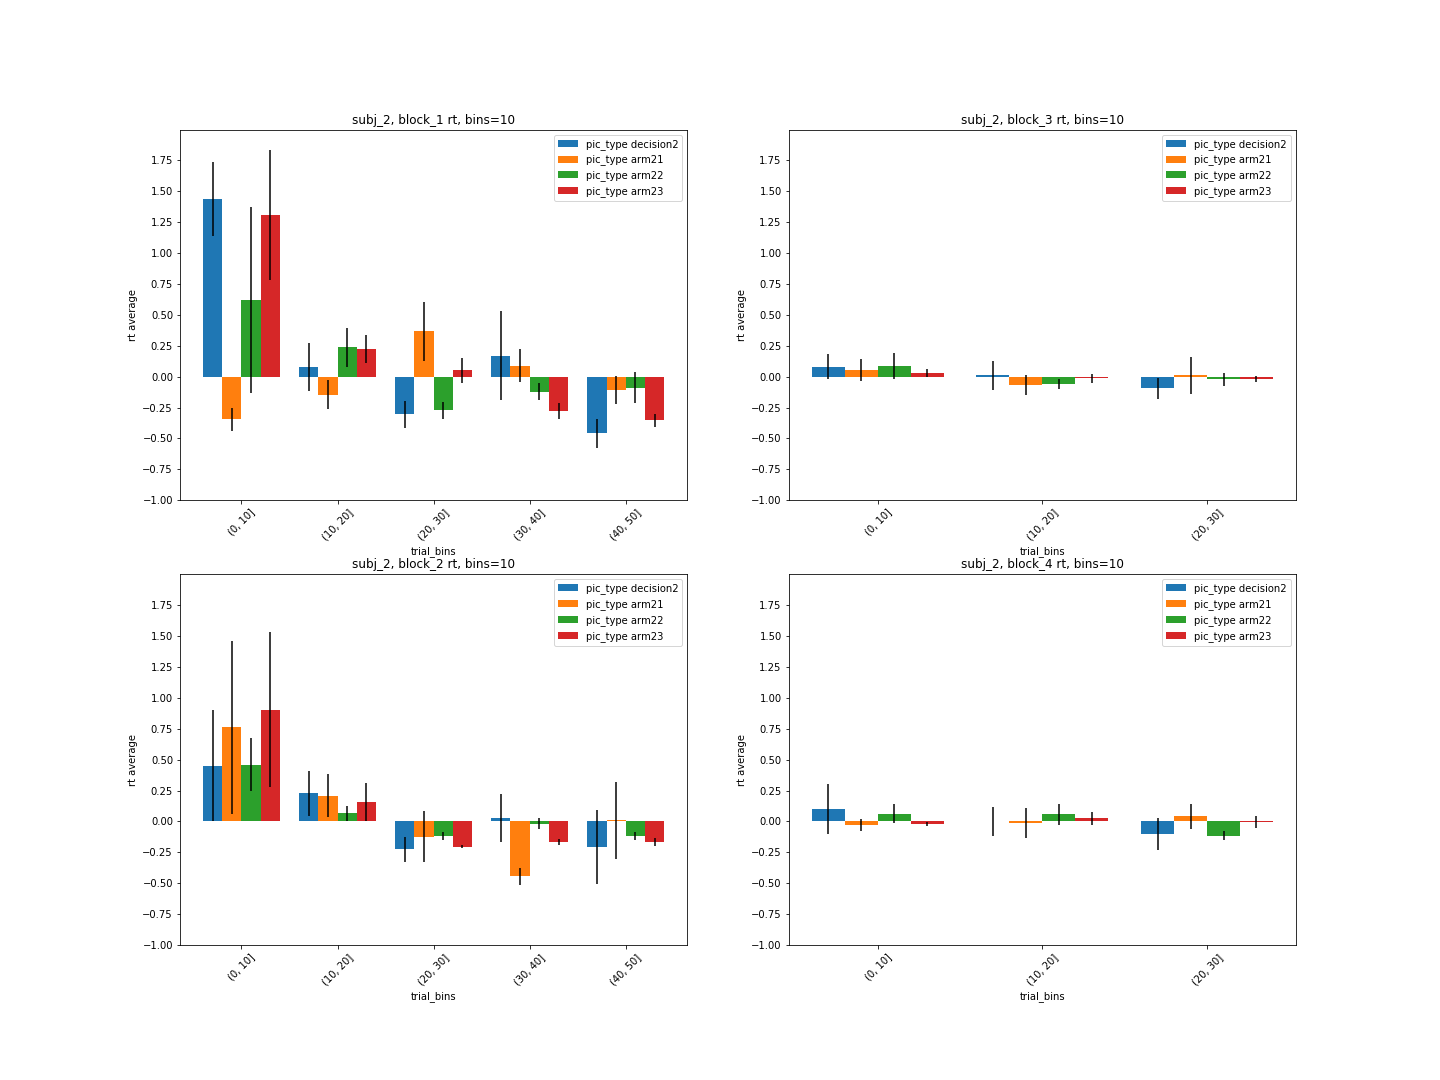 subj_2, block_1 rt, bins=10
pic_type decision2
pic_type arm21
pic_type arm22
pic_type arm23
1.75
1.50
1.25
1.00
0.75
0.50
0.25
0.00
−0.25
−0.50
−0.75
−1.00
rt average
(0, 10]
(10, 20]
(20, 30]
(30, 40]
(40, 50]
trial_bins
subj_2, block_3 rt, bins=10
pic_type decision2
pic_type arm21
pic_type arm22
pic_type arm23
1.75
1.50
1.25
1.00
0.75
0.50
0.25
0.00
−0.25
−0.50
−0.75
−1.00
rt average
(0, 10]
(10, 20]
(20, 30]
trial_bins
subj_2, block_2 rt, bins=10
pic_type decision2
pic_type arm21
pic_type arm22
pic_type arm23
1.75
1.50
1.25
1.00
0.75
0.50
0.25
0.00
−0.25
−0.50
−0.75
−1.00
rt average
(0, 10]
(10, 20]
(20, 30]
(30, 40]
(40, 50]
trial_bins
subj_2, block_4 rt, bins=10
pic_type decision2
pic_type arm21
pic_type arm22
pic_type arm23
1.75
1.50
1.25
1.00
0.75
0.50
0.25
0.00
−0.25
−0.50
−0.75
−1.00
rt average
(0, 10]
(10, 20]
(20, 30]
trial_bins